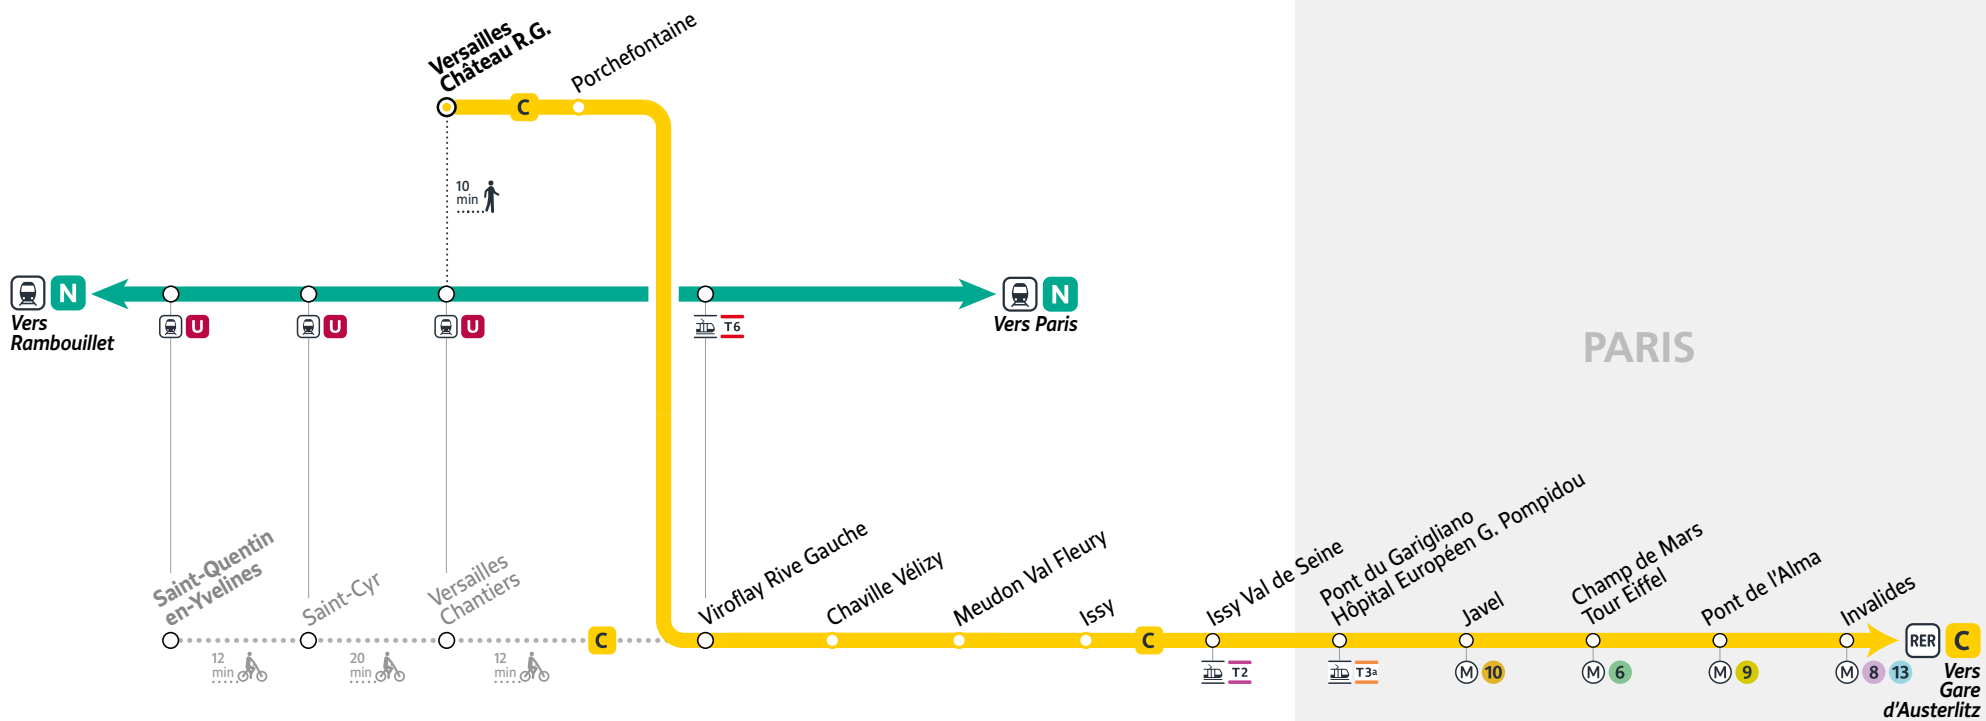 Versailles
Château R.G.
Porchefontaine
C
10
min
N
Vers
Rambouillet
U
U
U
T6
N
Vers Paris
PARIS
Saint-Quentin
en-Yvelines
Saint-Cyr
Versailles
Chantiers
Viroflay Rive Gauche
Chaville Vélizy
Meudon Val Fleury
Issy
Issy Val de Seine
Pont du Garigliano
Hôpital Européen G. Pompidou
Javel
Champ de Mars
Tour Eiffel
Pont de l'Alma
Invalides
C
C
RER C
12
min
20
min
12
min
T2
T3a
M 10
M 6
M 9
M 8 13
Vers
Gare
d'Austerlitz